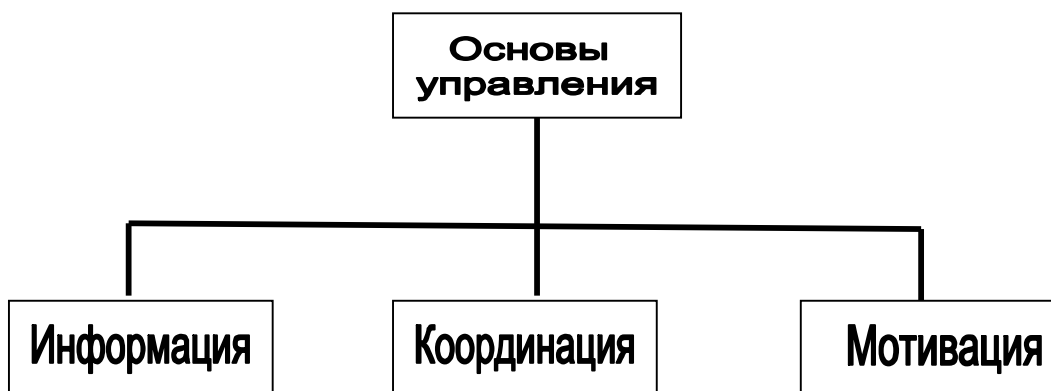 Основы
управления
Информация
Координация
Мотивация